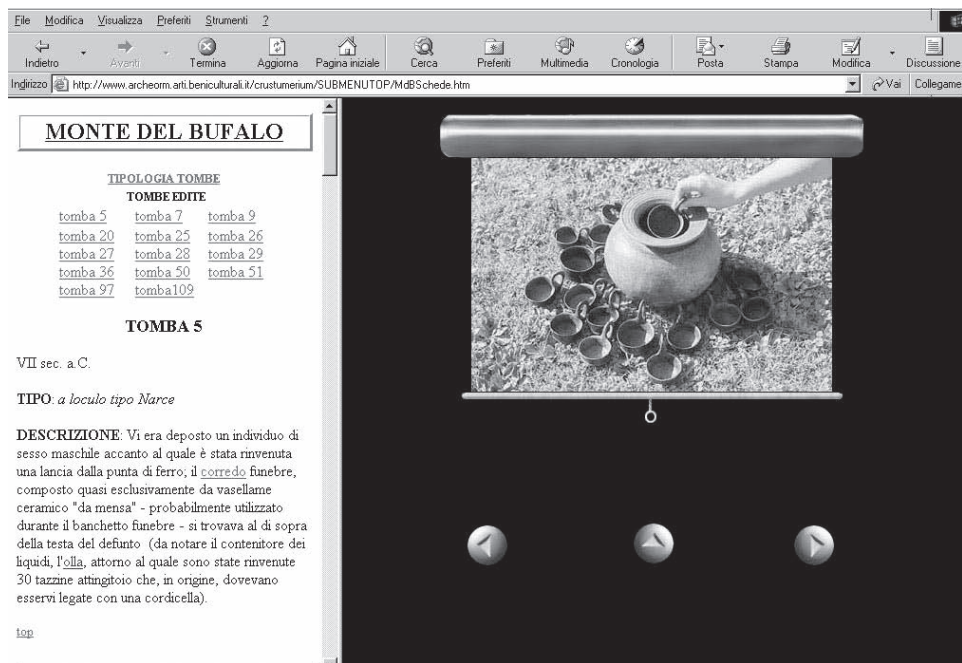 File Modifica Visualizza Preferiti Strumenti ?
Indietro Avanti Termina Aggiorna Pagina iniziale Cerca Preferiti Multimedia Cronologia Posta Stampa Modifica Discussione
Indirizzo http://www.archeorm.arti.beniculturali.it/crustumerium/SUBMENUTOP/MdBSchede.htm Vai Collegame
MONTE DEL BUFALO
TIPOLOGIA TOMBE
TOMBE EDITE
tomba 5 tomba 7 tomba 9
tomba 20 tomba 25 tomba 26
tomba 27 tomba 28 tomba 29
tomba 36 tomba 50 tomba 51
tomba 97 tomba109
TOMBA 5
VII sec. a.C.
TIPO: a loculo tipo Narce
DESCRIZIONE: Vi era deposto un individuo di
sesso maschile accanto al quale è stata rinvenuta
una lancia dalla punta di ferro; il corredo funebre,
composto quasi esclusivamente da vasellame
ceramico "da mensa" - probabilmente utilizzato
durante il banchetto funebre - si trovava al di sopra
della testa del defunto (da notare il contenitore dei
liquidi, l'olla, attorno al quale sono state rinvenute
30 tazzine attingitoio che, in origine, dovevano
esservi legate con una cordicella).
top